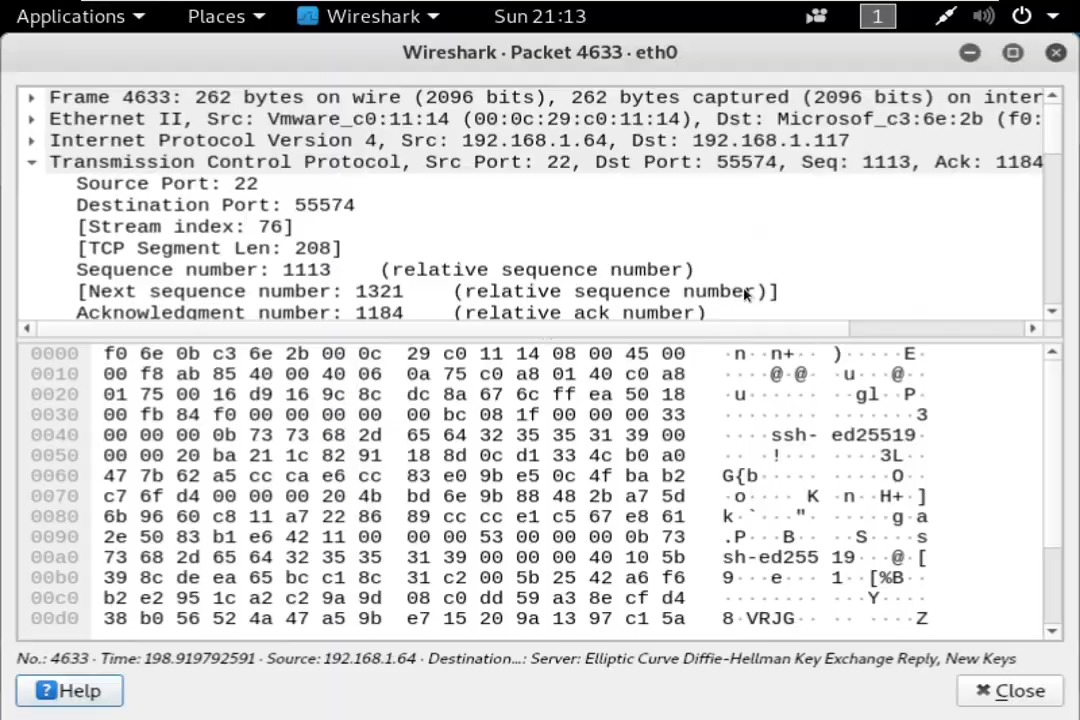 Applications Places Wireshark Sun 21:13 1
Wireshark · Packet 4633 · eth0
Frame 4633: 262 bytes on wire (2096 bits), 262 bytes captured (2096 bits) on inter
Ethernet II, Src: Vmware_c0:11:14 (00:0c:29:c0:11:14), Dst: Microsof_c3:6e:2b (f0:
Internet Protocol Version 4, Src: 192.168.1.64, Dst: 192.168.1.117
Transmission Control Protocol, Src Port: 22, Dst Port: 55574, Seq: 1113, Ack: 1184
Source Port: 22
Destination Port: 55574
[Stream index: 76]
[TCP Segment Len: 208]
Sequence number: 1113 (relative sequence number)
[Next sequence number: 1321 (relative sequence number)]
Acknowledgment number: 1184 (relative ack number)
0000 f0 6e 0b c3 6e 2b 00 0c 29 c0 11 14 08 00 45 00 ·n··n+·· )·····E·
0010 00 f8 ab 85 40 00 40 06 0a 75 c0 a8 01 40 c0 a8 ····@·@· ·u···@··
0020 01 75 00 16 d9 16 9c 8c dc 8a 67 6c ff ea 50 18 ·u······ ··gl··P·
0030 00 fb 84 f0 00 00 00 00 00 bc 08 1f 00 00 00 33 ········ ·······3
0040 00 00 00 0b 73 73 68 2d 65 64 32 35 35 31 39 00 ····ssh- ed25519·
0050 00 00 20 ba 21 1c 82 91 18 8d 0c d1 33 4c b0 a0 ·· ·!··· ····3L··
0060 47 7b 62 a5 cc ca e6 cc 83 e0 9b e5 0c 4f ba b2 G{b····· ·····O··
0070 c7 6f d4 00 00 00 20 4b bd 6e 9b 88 48 2b a7 5d ·o···· K ·n··H+·]
0080 6b 96 60 c8 11 a7 22 86 89 cc cc e1 c5 67 e8 61 k·`···"· ·····g·a
0090 2e 50 83 b1 e6 42 11 00 00 00 53 00 00 00 0b 73 .P···B·· ··S····s
00a0 73 68 2d 65 64 32 35 35 31 39 00 00 00 40 10 5b sh-ed255 19···@·[
00b0 39 8c de ea 65 bc c1 8c 31 c2 00 5b 25 42 a6 f6 9···e··· 1··[%B··
00c0 b2 e2 95 1c a2 c2 9a 9d 08 c0 dd 59 a3 8e cf d4 ········ ···Y····
00d0 38 b0 56 52 4a 47 a5 9b e7 15 20 9a 13 97 c1 5a 8·VRJG·· ·· ····Z
No.: 4633 · Time: 198.919792591 · Source: 192.168.1.64 · Destination...: Server: Elliptic Curve Diffie-Hellman Key Exchange Reply, New Keys
?Help Close